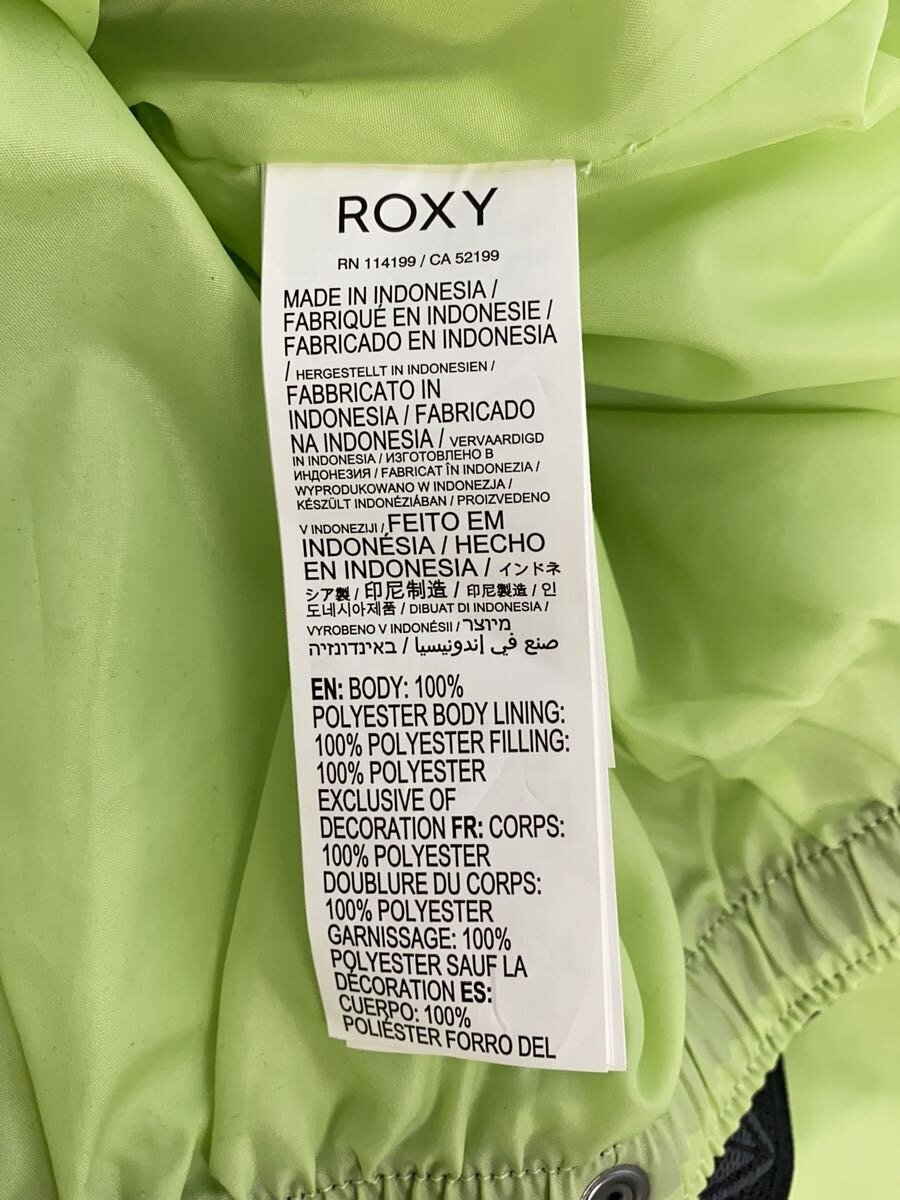 ROXY
RN 114199 / CA 52199
MADE IN INDONESIA /
FABRIQUÉ EN INDONESIE /
FABRICADO EN INDONESIA
/ HERGESTELLT IN INDONESIEN /
FABBRICATO IN
INDONESIA / FABRICADO
NA INDONESIA / VERVAARDIGD
IN INDONESIA / ИЗГОТОВЛЕНО В
ИНДОНЕЗИЯ / FABRICAT ÎN INDONEZIA /
WYPRODUKOWANO W INDONEZJA /
KÉSZÜLT INDONÉZIÁBAN / PROIZVEDENO
V INDONEZIJI / FEITO EM
INDONÉSIA / HECHO
EN INDONESIA / インドネ
シア製 / 印尼制造 / 印尼製造 / 인
도네시아제품 / DIBUAT DI INDONESIA /
VYROBENO V INDONÉSII / מיוצר
באינדונזיה / صنع في إندونيسيا
EN: BODY: 100%
POLYESTER BODY LINING:
100% POLYESTER FILLING:
100% POLYESTER
EXCLUSIVE OF
DECORATION FR: CORPS:
100% POLYESTER
DOUBLURE DU CORPS:
100% POLYESTER
GARNISSAGE: 100%
POLYESTER SAUF LA
DÉCORATION ES:
CUERPO: 100%
POLIÉSTER FORRO DEL